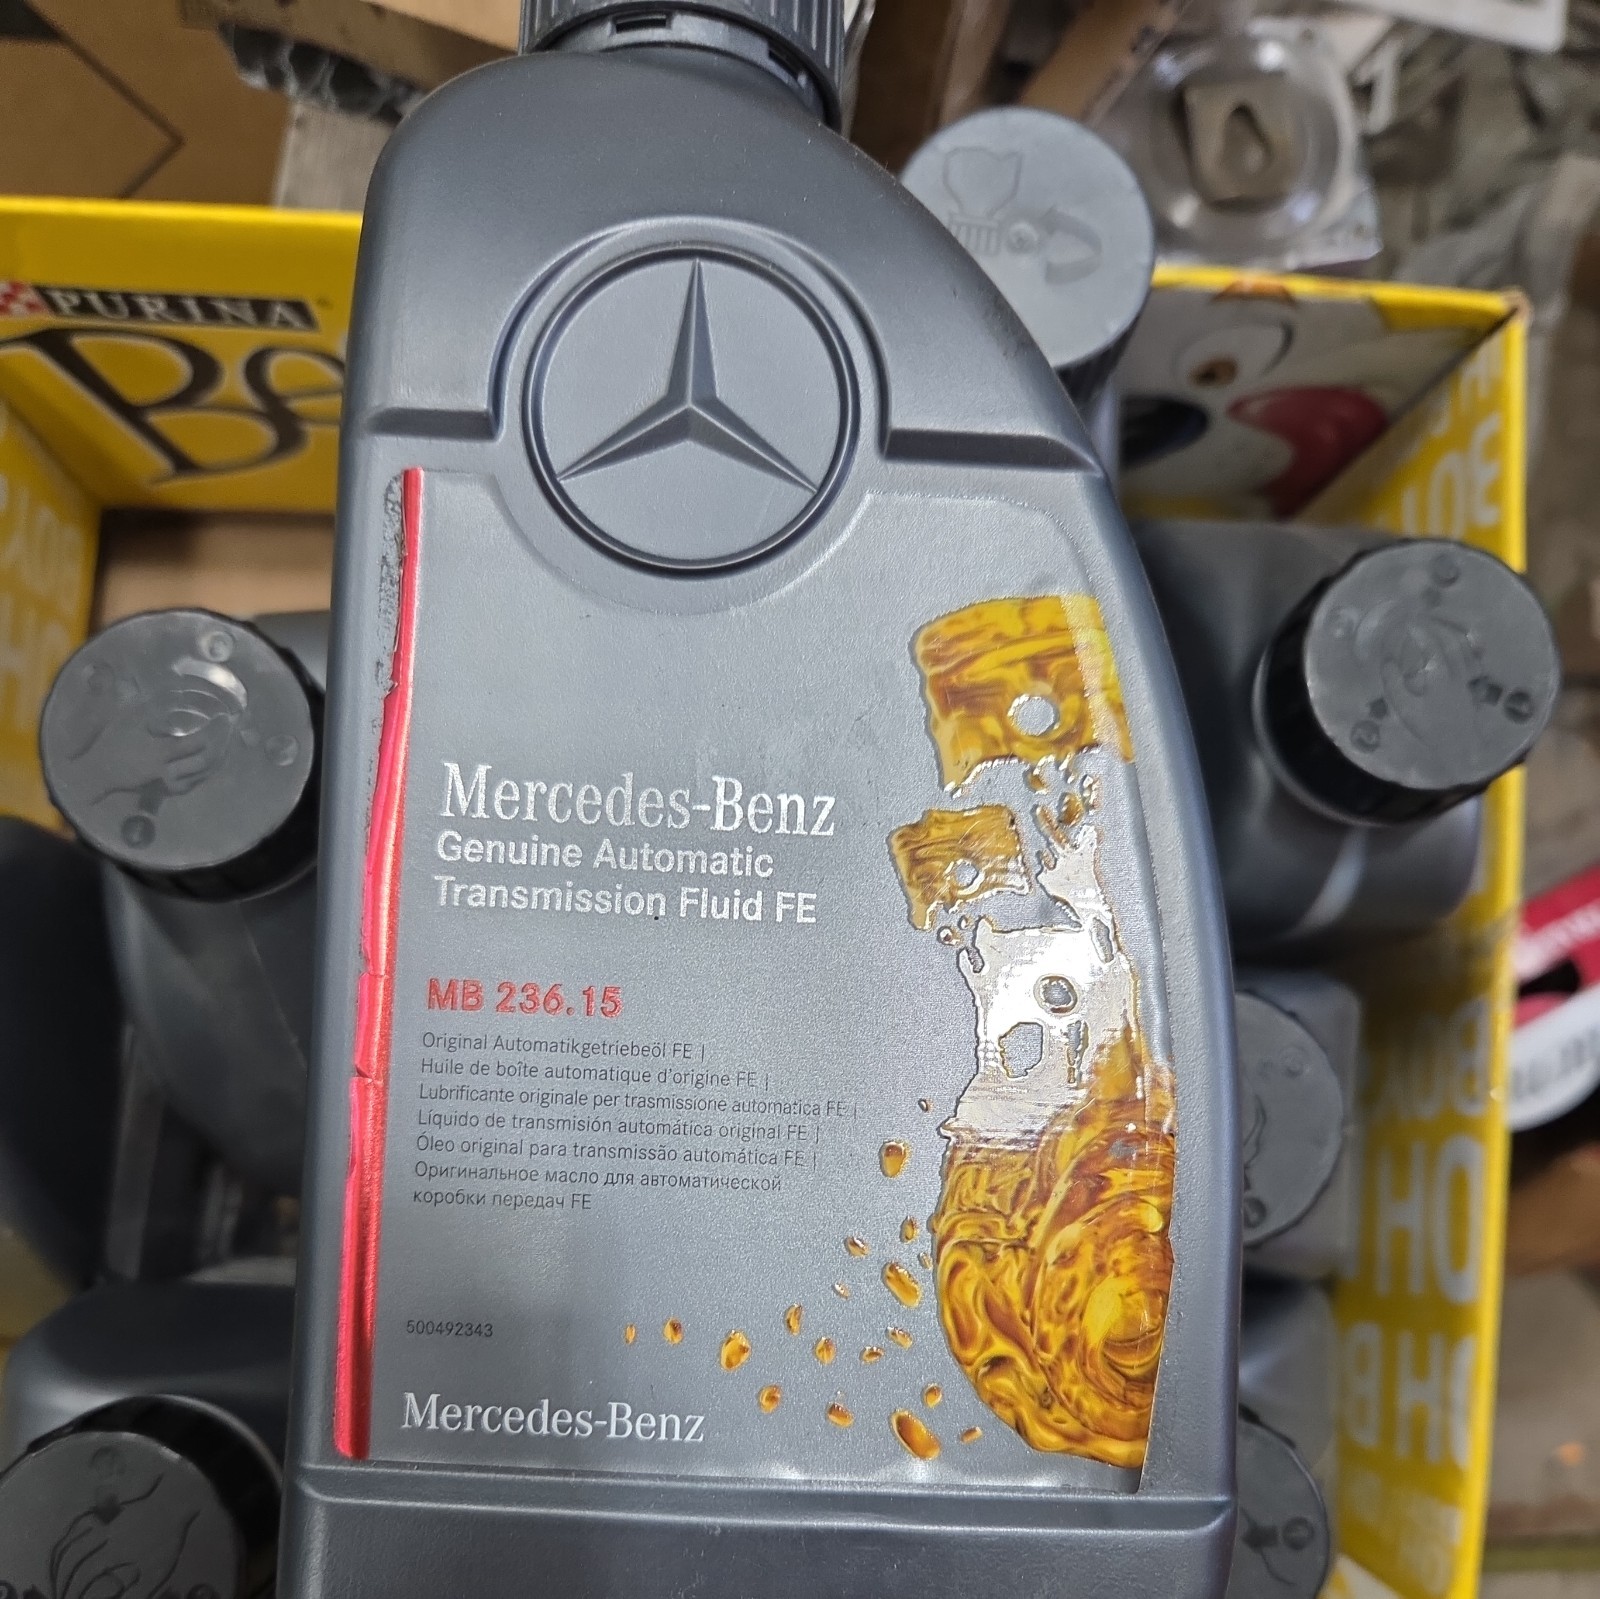 PURINA
Mercedes-Benz
Genuine Automatic
Transmission Fluid FE
MB 236.15
Original Automatikgetriebeöl FE |
Huile de boîte automatique d'origine FE |
Lubrificante originale per trasmissione automatica FE |
Líquido de transmisión automática original FE |
Óleo original para transmissão automática FE |
Оригинальное масло для автоматической
коробки передач FE
500492343
Mercedes-Benz